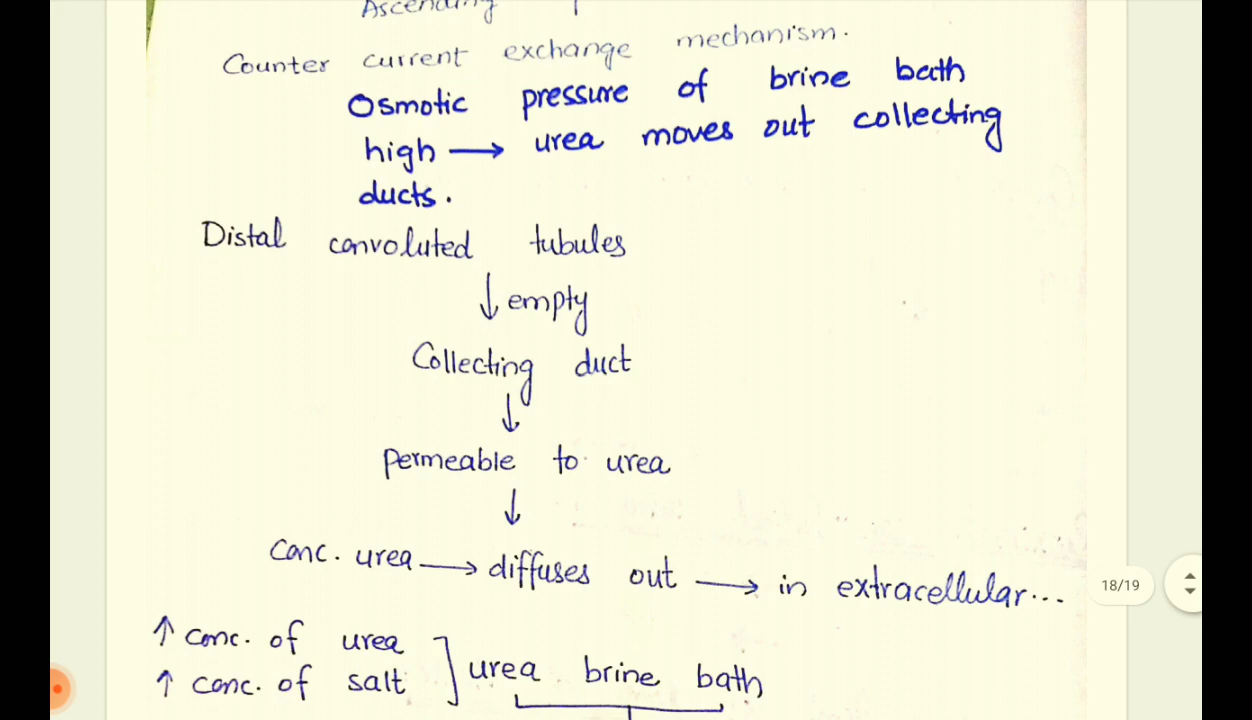 Ascending
Counter current exchange mechanism.
Osmotic pressure of brine bath
high → urea moves out collecting
ducts.
Distal convoluted tubules
↓ empty
Collecting duct
↓
Permeable to urea
↓
Conc. urea → diffuses out → in extracellular...
18/19
↑ conc. of urea
↑ conc. of salt ] urea brine bath